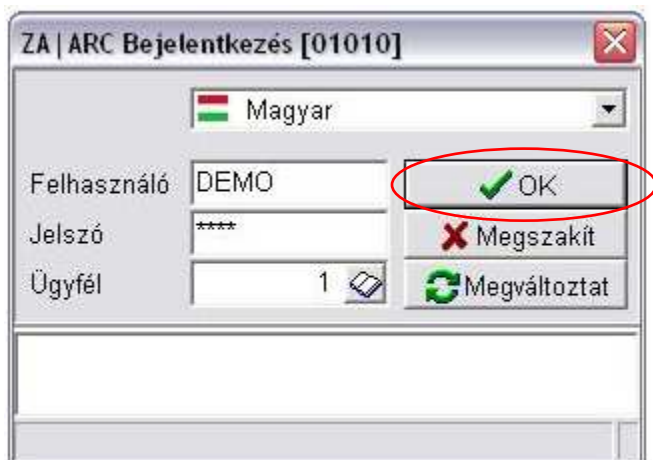 ZA | ARC Bejelentkezés [01010]
Magyar
Felhasználó DEMO OK
Jelszó **** Megszakít
Ügyfél 1 Megváltoztat